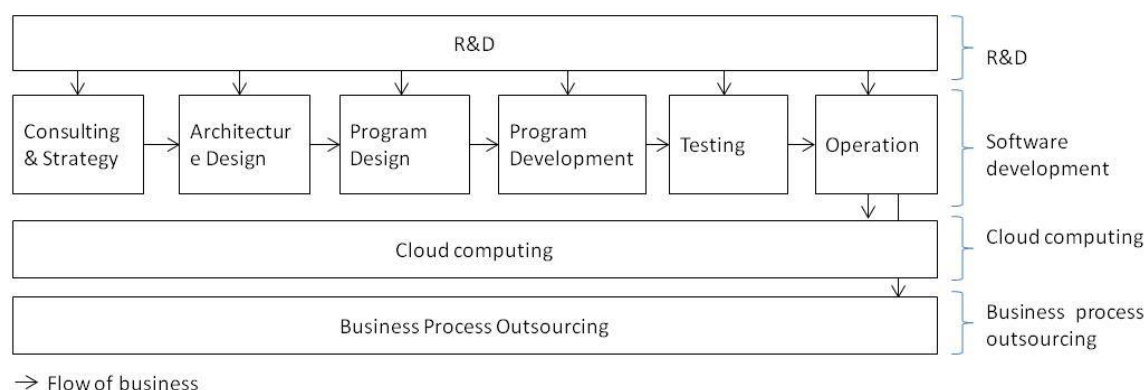 R&D
R&D
Consulting
& Strategy
Architectur
e Design
Program
Design
Program
Development
Testing
Operation
Software
development
Cloud computing
Cloud computing
Business Process Outsourcing
Business process
outsourcing
→ Flow of business